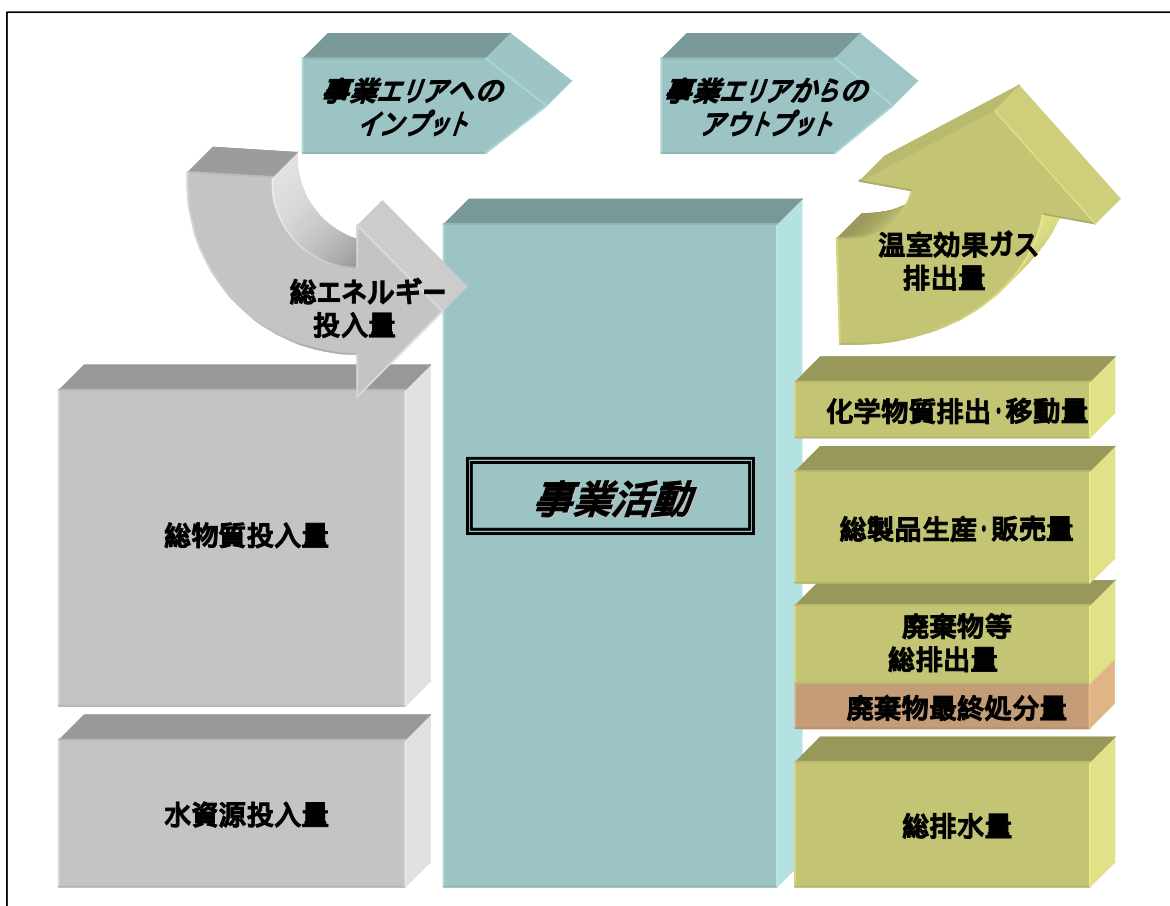 事業エリアへの
インプット
事業エリアからの
アウトプット
総エネルギー
投入量
総物質投入量
水資源投入量
事業活動
温室効果ガス
排出量
化学物質排出・移動量
総製品生産・販売量
廃棄物等
総排出量
廃棄物最終処分量
総排水量